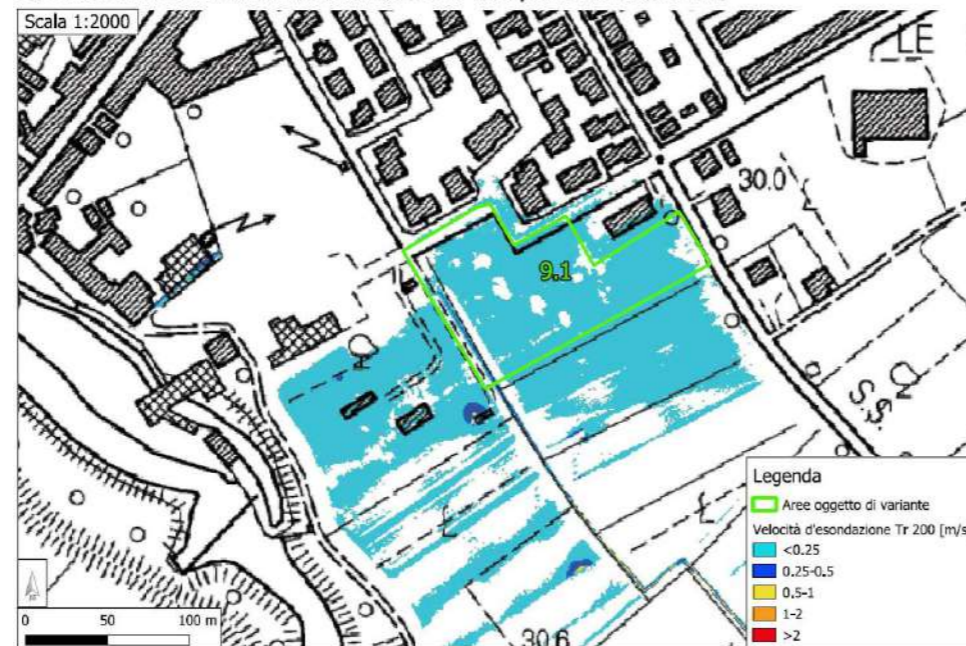 Scala 1:2000
LE
30.0
9.1
S.S.
30.6
0 50 100 m
Legenda
Aree oggetto di variante
Velocità d'esondazione Tr 200 [m/s
<0.25
0.25-0.5
0.5-1
1-2
>2